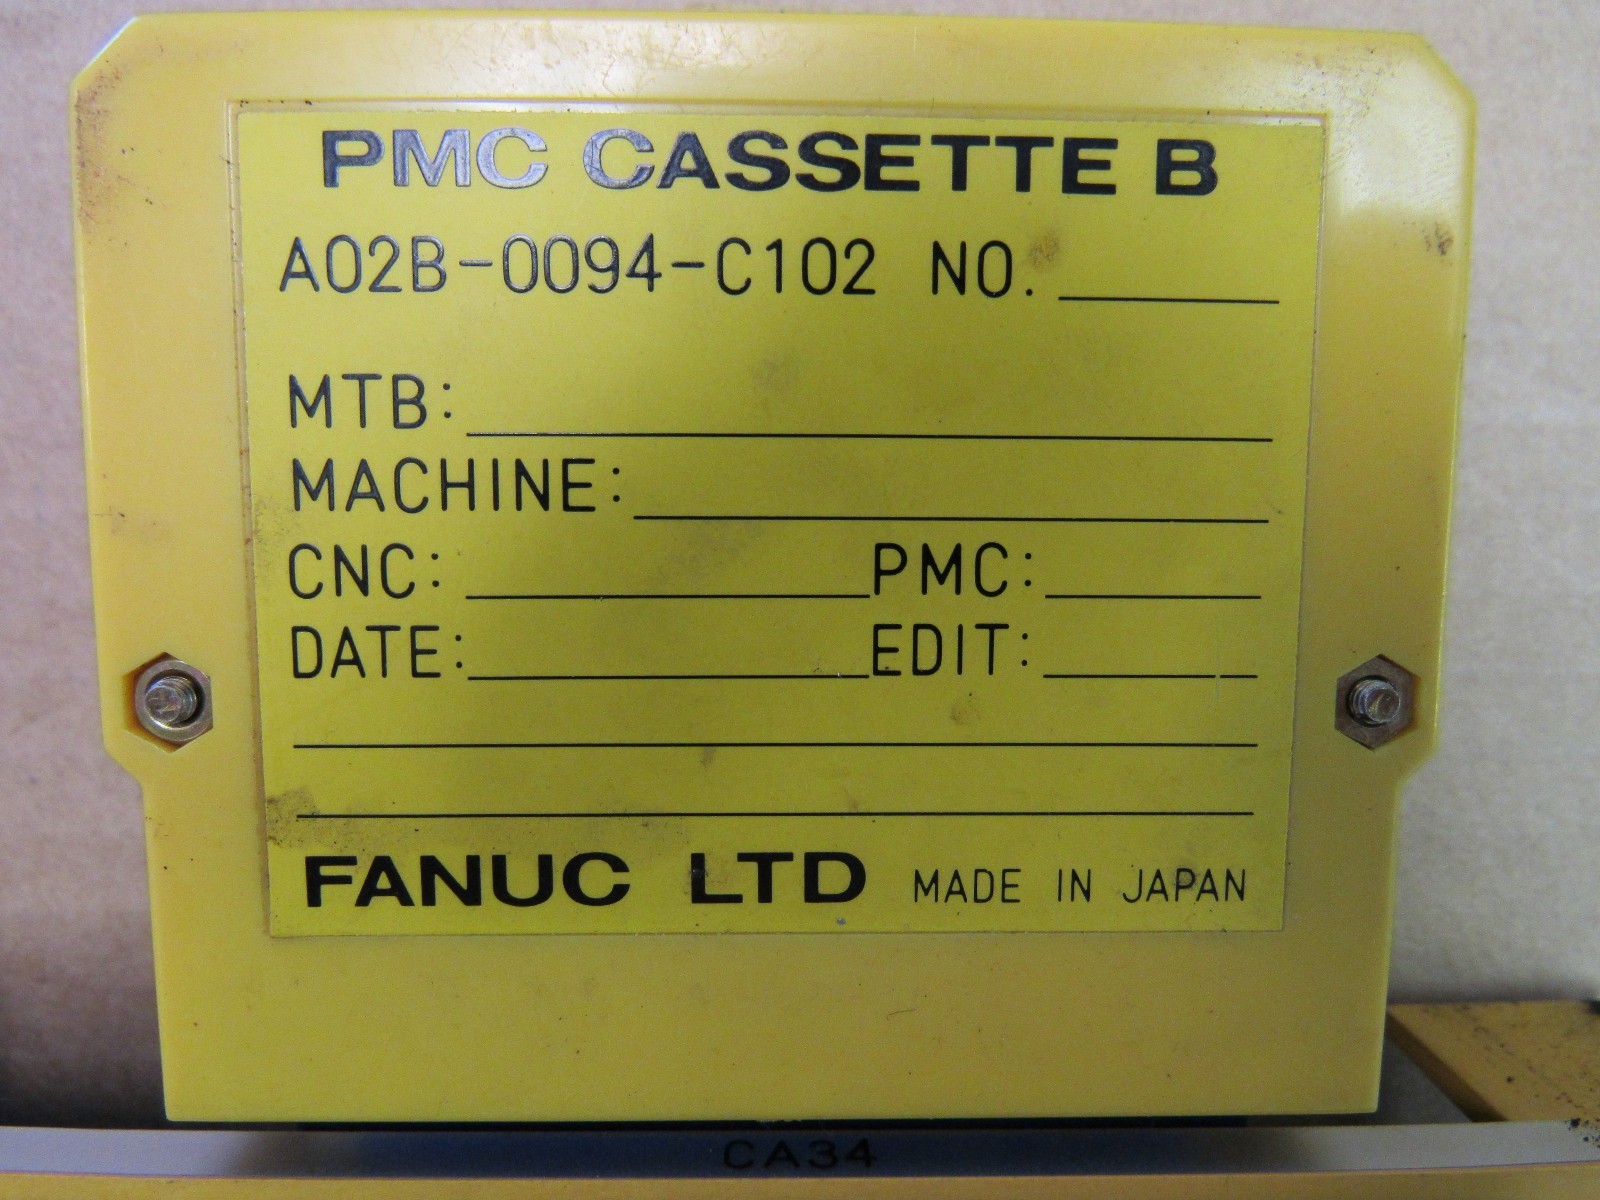 PMC CASSETTE B
A02B-0094-C102 NO.
MTB:
MACHINE:
CNC: PMC:
DATE: EDIT:
FANUC LTD MADE IN JAPAN
CA34